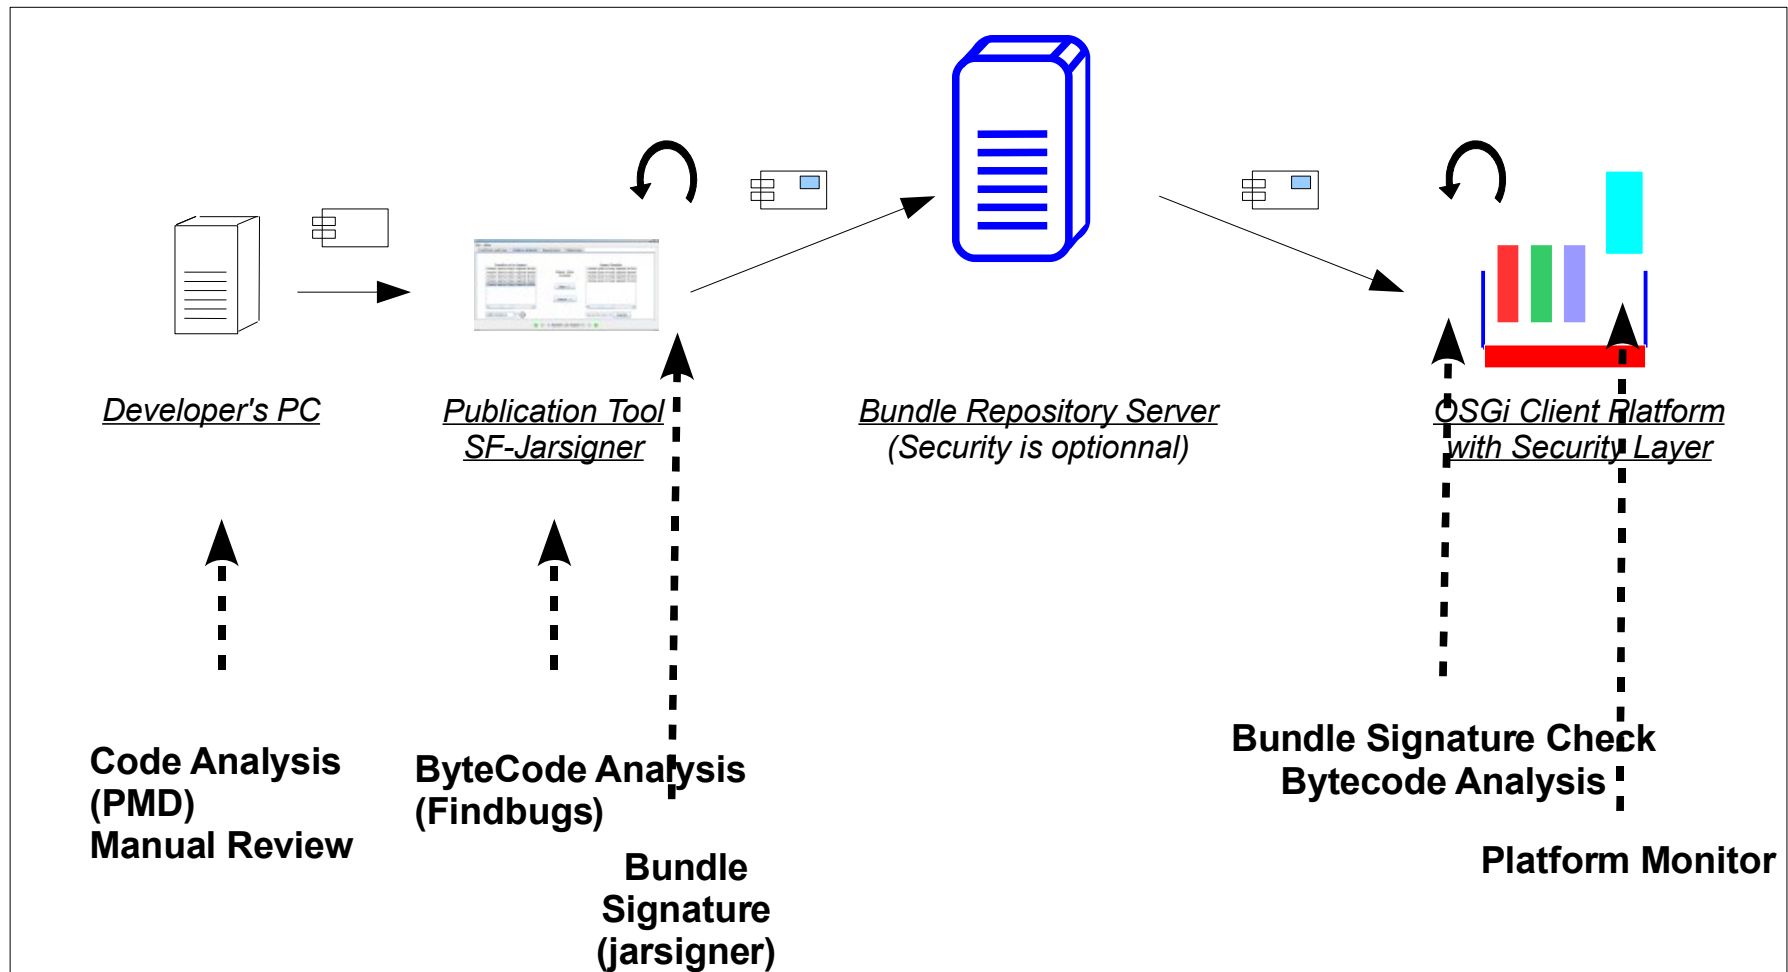 Developer's PC
Publication Tool
SF-Jarsigner
Bundle Repository Server
(Security is optionnal)
OSGi Client Platform
with Security Layer
Code Analysis
(PMD)
Manual Review
ByteCode Analysis
(Findbugs)
Bundle
Signature
(jarsigner)
Bundle Signature Check
Bytecode Analysis
Platform Monitor